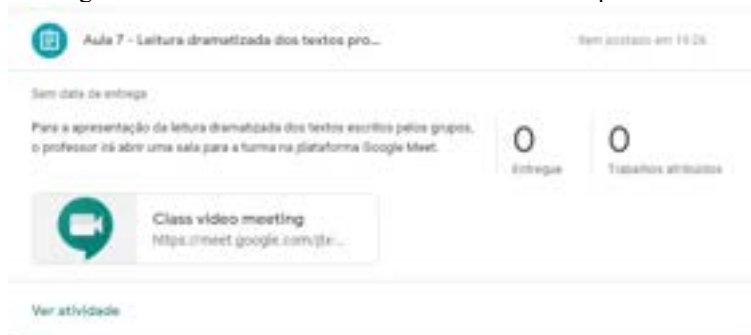 Aula 7 - Leitura dramatizada dos textos pro...
Item postado em 19:26
Sem data de entrega
Para a apresentação da leitura dramatizada dos textos escritos pelos grupos,
o professor irá abrir uma sala para a turma na plataforma Google Meet.
0
Entregue
0
Trabalhos atribuídos
Class video meeting
https://meet.google.com/
Ver atividade